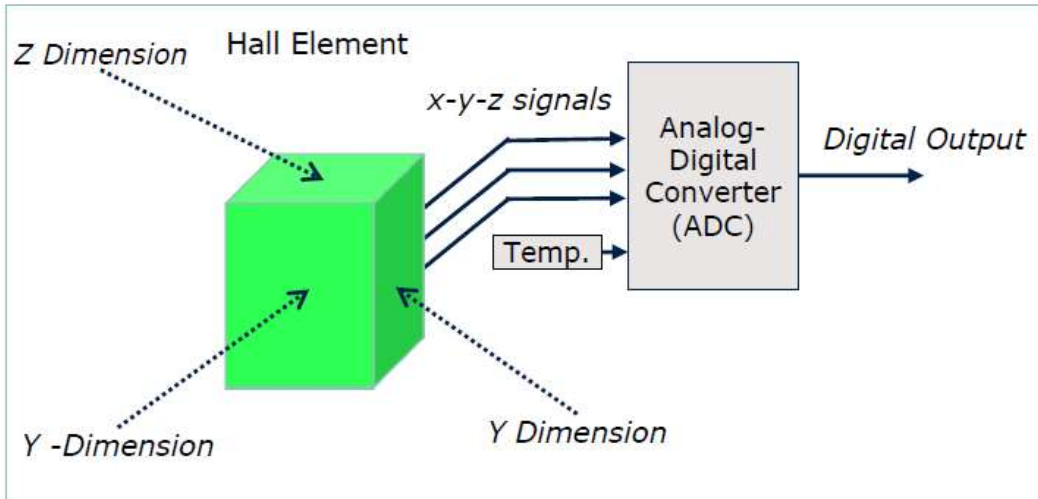 Z Dimension
Hall Element
x-y-z signals
Analog-
Digital
Converter
(ADC)
Digital Output
Temp.
Y -Dimension
Y Dimension